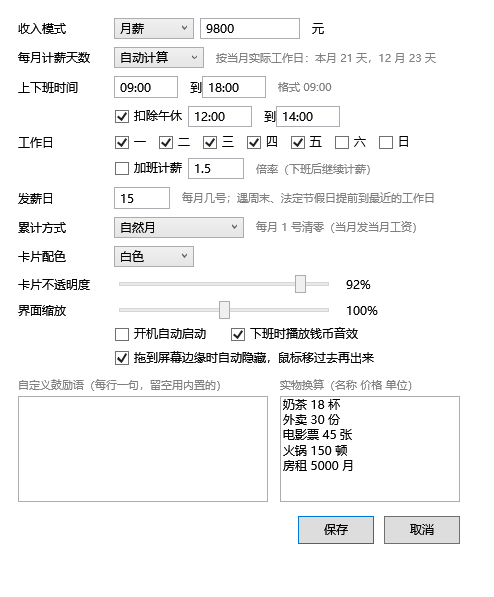 收入模式 月薪 9800 元
每月计薪天数 自动计算 按当月实际工作日：本月 21 天，12 月 23 天
上下班时间 09:00 到 18:00 格式 09:00
扣除午休 12:00 到 14:00
工作日 一 二 三 四 五 六 日
加班计薪 1.5 倍率（下班后继续计薪）
发薪日 15 每月几号；遇周末、法定节假日提前到最近的工作日
累计方式 自然月 每月 1 号清零（当月发当月工资）
卡片配色 白色
卡片不透明度 92%
界面缩放 100%
开机自动启动 下班时播放钱币音效
拖到屏幕边缘时自动隐藏，鼠标移过去再出来
自定义鼓励语（每行一句，留空用内置的） 实物换算（名称 价格 单位）
奶茶 18 杯
外卖 30 份
电影票 45 张
火锅 150 顿
房租 5000 月
保存 取消